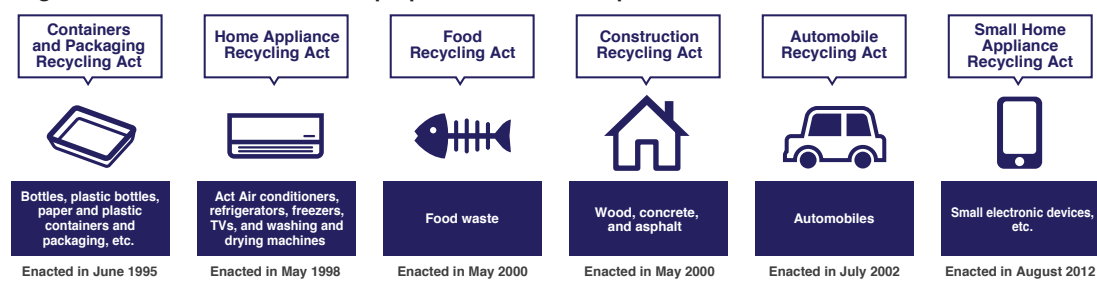 Containers
and Packaging
Recycling Act
Home Appliance
Recycling Act
Food
Recycling Act
Construction
Recycling Act
Automobile
Recycling Act
Small Home
Appliance
Recycling Act
Bottles, plastic bottles,
paper and plastic
containers and
packaging, etc.
Act Air conditioners,
refrigerators, freezers,
TVs, and washing and
drying machines
Food waste
Wood, concrete,
and asphalt
Automobiles
Small electronic devices,
etc.
Enacted in June 1995
Enacted in May 1998
Enacted in May 2000
Enacted in May 2000
Enacted in July 2002
Enacted in August 2012